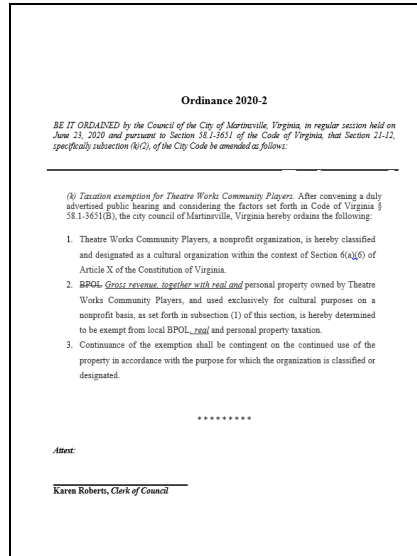 Ordinance 2020-2
BE IT ORDAINED by the Council of the City of Martinsville, Virginia, in regular session held on
June 23, 2020 and pursuant to Section 58.1-3651 of the Code of Virginia, that Section 21-12,
specifically subsection (k)(2), of the City Code be amended as follows:
(k) Taxation exemption for Theatre Works Community Players. After convening a duly
advertised public hearing and considering the factors set forth in Code of Virginia §
58.1-3651(B), the city council of Martinsville, Virginia hereby ordains the following:
1. Theatre Works Community Players, a nonprofit organization, is hereby classified
and designated as a cultural organization within the context of Section 6(a)(6) of
Article X of the Constitution of Virginia.
2. BPOL Gross revenue, together with real and personal property owned by Theatre
Works Community Players, and used exclusively for cultural purposes on a
nonprofit basis, as set forth in subsection (1) of this section, is hereby determined
to be exempt from local BPOL, real and personal property taxation.
3. Continuance of the exemption shall be contingent on the continued use of the
property in accordance with the purpose for which the organization is classified or
designated.
* * * * * * * * *
Attest:
Karen Roberts, Clerk of Council